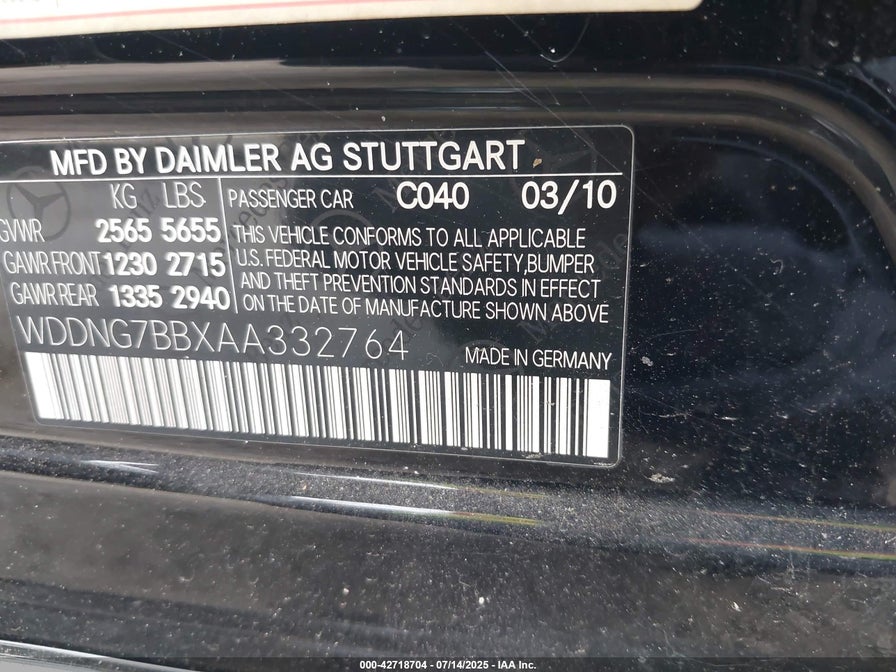 MFD BY DAIMLER AG STUTTGART
KG LBS PASSENGER CAR C040 03/10
GVWR 2565 5655 THIS VEHICLE CONFORMS TO ALL APPLICABLE
GAWR FRONT 1230 2715 U.S. FEDERAL MOTOR VEHICLE SAFETY, BUMPER
GAWR REAR 1335 2940 AND THEFT PREVENTION STANDARDS IN EFFECT
ON THE DATE OF MANUFACTURE SHOWN ABOVE
WDDNG7BBXAA332764 MADE IN GERMANY
000-42718704 / 07/14/2025 - IAA Inc.